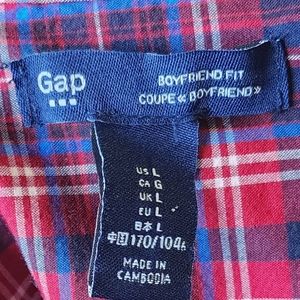 Gap
BOYFRIEND FIT
COUPE « BOYFRIEND »
US L
CA G
UK L
EU L
日本 L
中国 170/104A
MADE IN
CAMBODIA